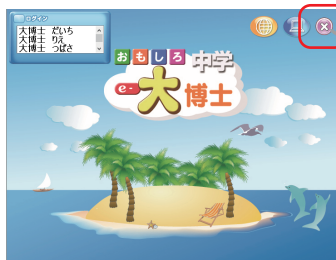 ログイン
大博士 だいち
大博士 りえ
大博士 つばさ
おもしろ 中学
e-大博士